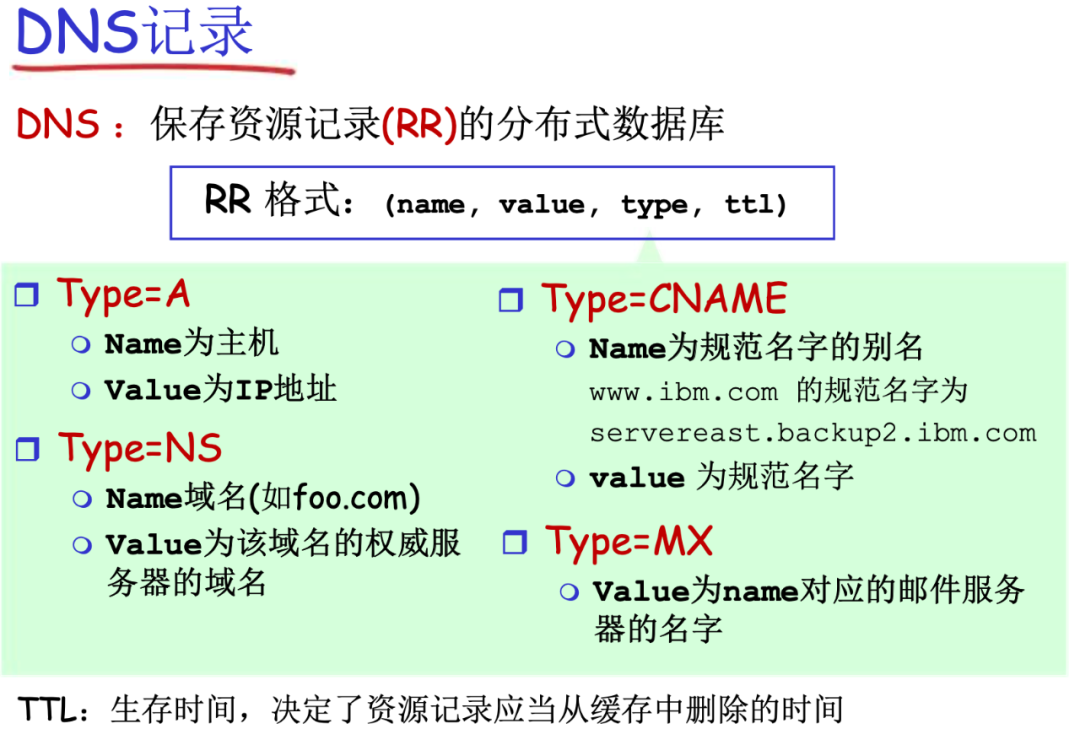 DNS记录
DNS ： 保存资源记录(RR)的分布式数据库
RR 格式: (name, value, type, ttl)
Type=A
Name为主机
Value为IP地址
Type=NS
Name域名(如foo.com)
Value为该域名的权威服
务器的域名
Type=CNAME
Name为规范名字的别名
www.ibm.com 的规范名字为
servereast.backup2.ibm.com
value 为规范名字
Type=MX
Value为name对应的邮件服务
器的名字
TTL: 生存时间，决定了资源记录应当从缓存中删除的时间